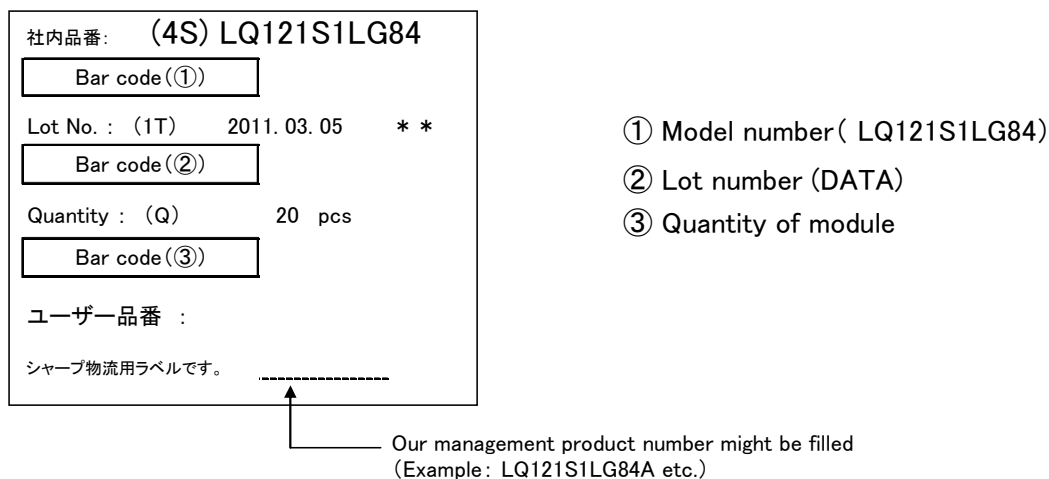 社内品番: (4S) LQ121S1LG84
Bar code(①)
Lot No. : (1T) 2011. 03. 05 * *
Bar code(②)
Quantity : (Q) 20 pcs
Bar code(③)
ユーザー品番 :
シャープ物流用ラベルです。
① Model number( LQ121S1LG84)
② Lot number (DATA)
③ Quantity of module
Our management product number might be filled
(Example: LQ121S1LG84A etc.)